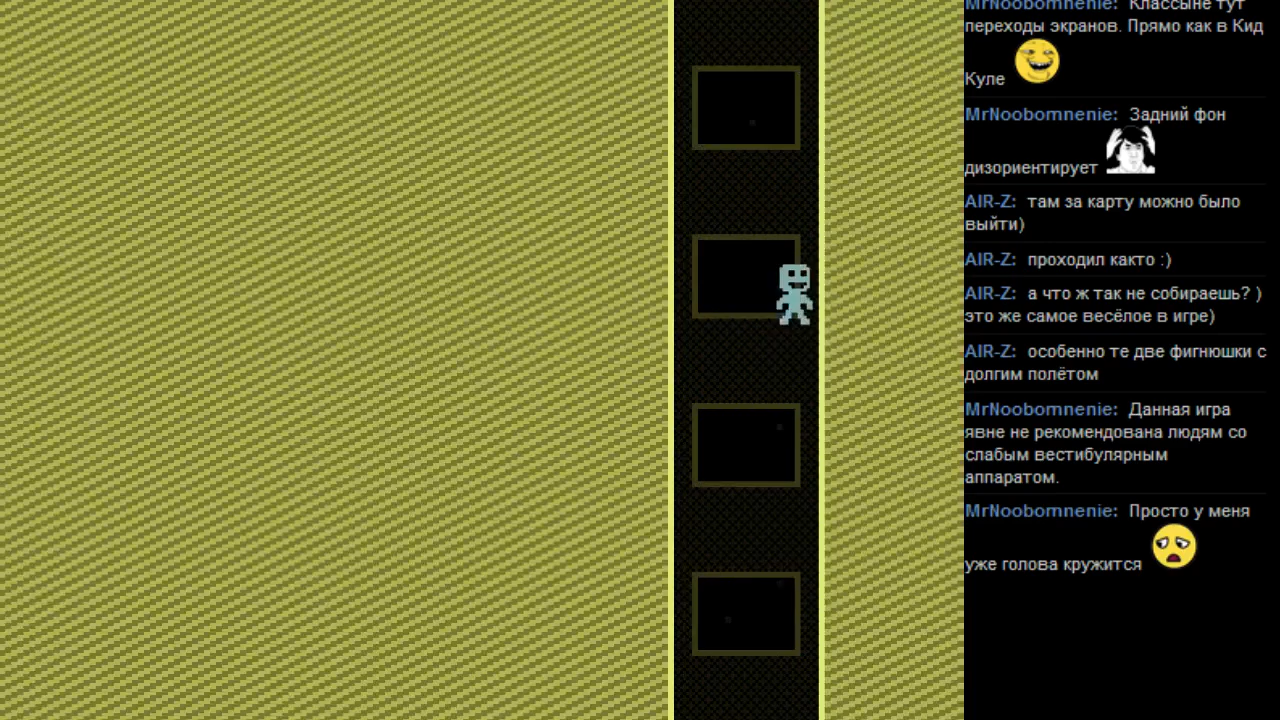 MrNoobomnenie: Классыне тут
переходы экранов. Прямо как в Кид
Куле
MrNoobomnenie: Задний фон
дизориентирует
AIR-Z: там за карту можно было
выйти)
AIR-Z: проходил както :)
AIR-Z: а что ж так не собираешь? )
это же самое весёлое в игре)
AIR-Z: особенно те две фигнюшки с
долгим полётом
MrNoobomnenie: Данная игра
явне не рекомендована людям со
слабым вестибулярным
аппаратом.
MrNoobomnenie: Просто у меня
уже голова кружится